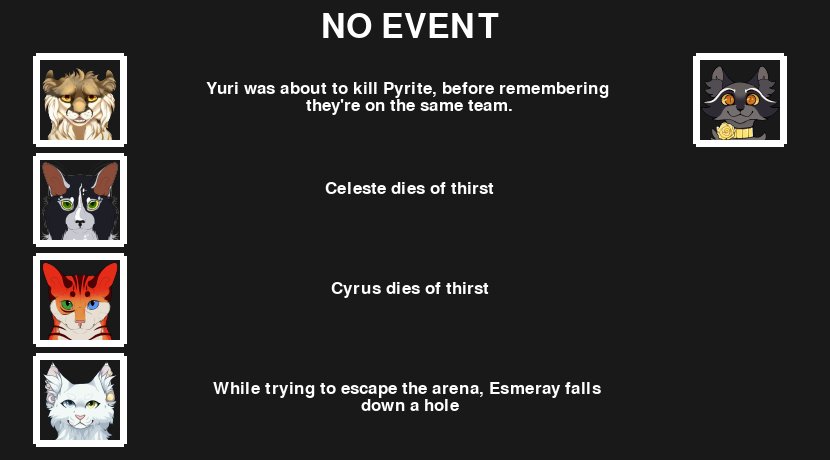 NO EVENT
Yuri was about to kill Pyrite, before remembering
they're on the same team.
Celeste dies of thirst
Cyrus dies of thirst
While trying to escape the arena, Esmeray falls
down a hole